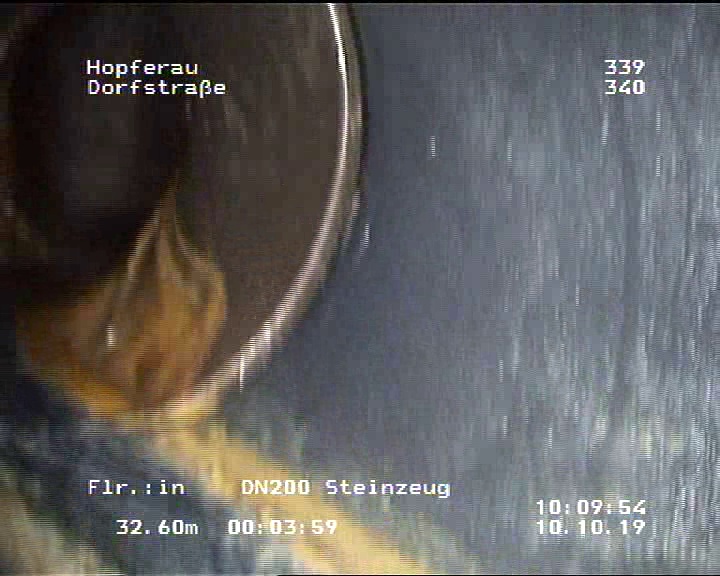 Hopferau 339
Dorfstraße 340
Flr.:in DN200 Steinzeug
10:09:54
32.60m 00:03:59 10.10.19